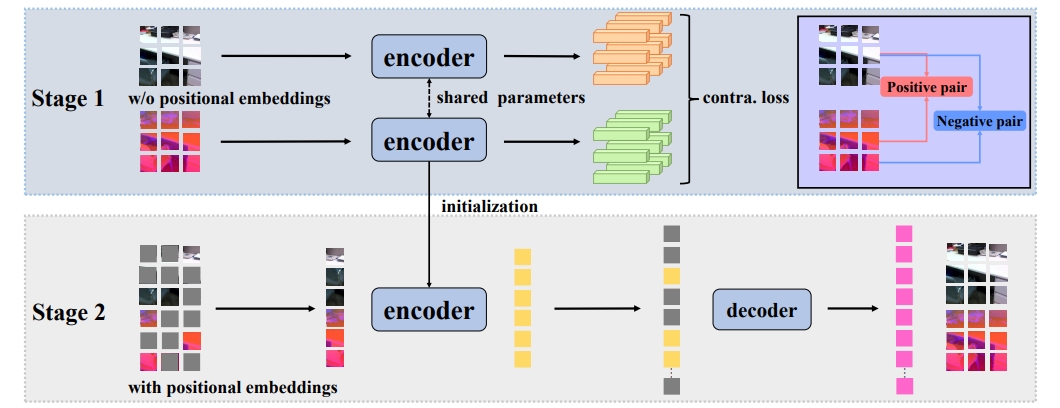 Stage 1
w/o positional embeddings
encoder
shared parameters
encoder
contra. loss
Positive pair
Negative pair
initialization
Stage 2
with positional embeddings
encoder
decoder